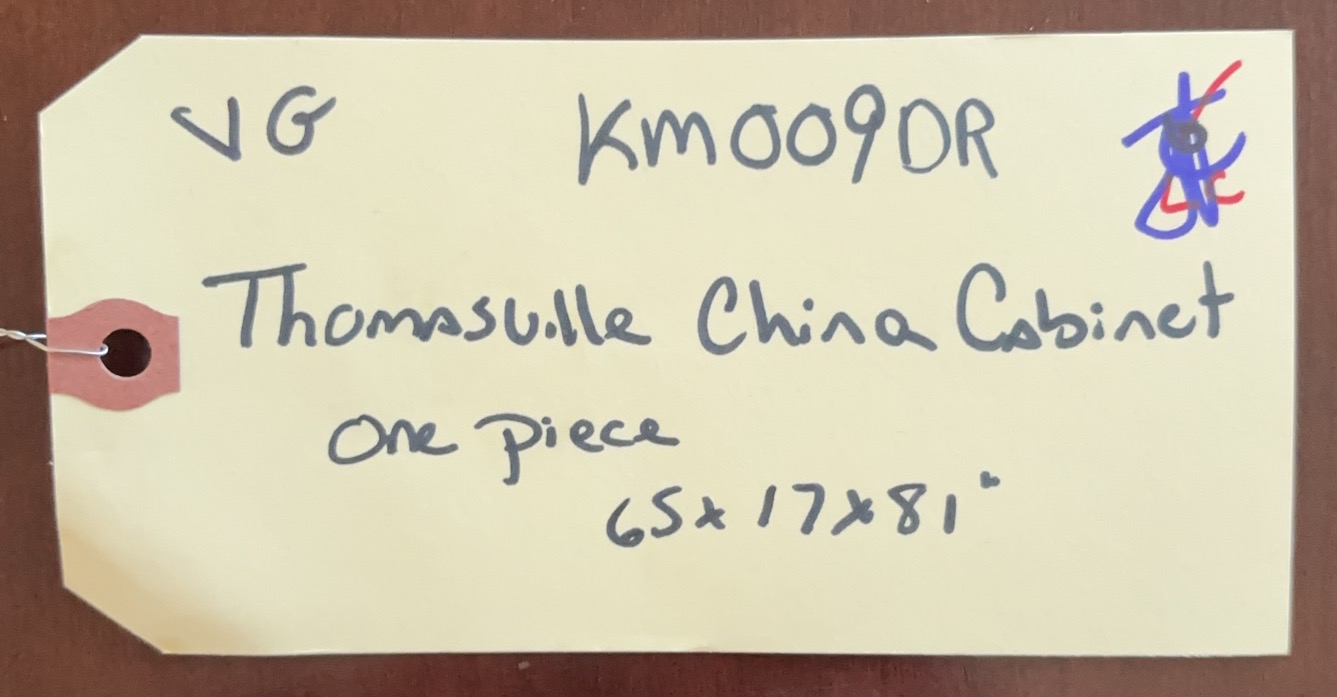 VG KM009DR
Thomasville China Cabinet
One piece
65x17x81"